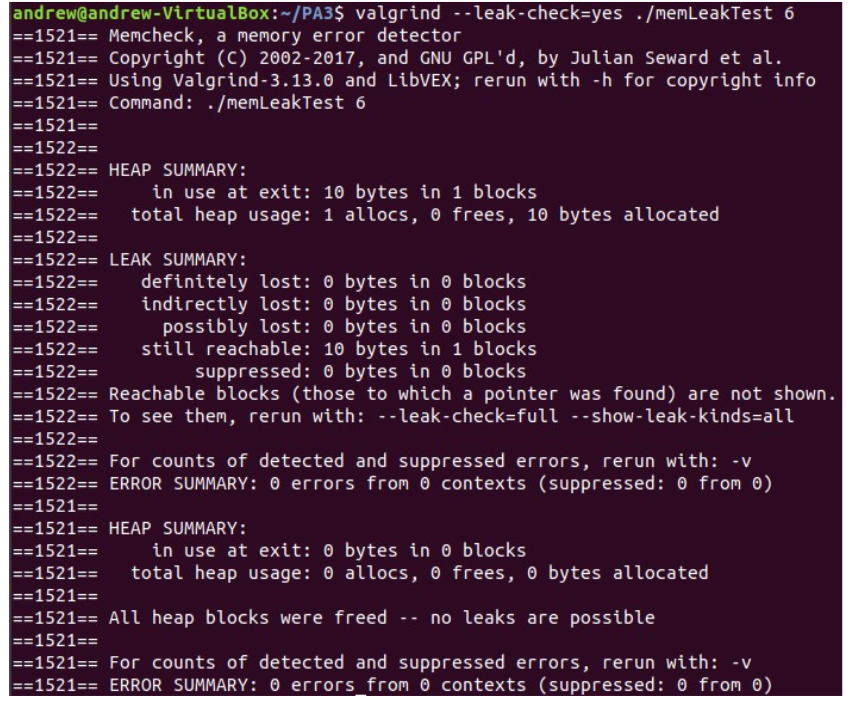 andrew@andrew-VirtualBox:~/PA3$ valgrind --leak-check=yes ./memLeakTest 6
==1521== Memcheck, a memory error detector
==1521== Copyright (C) 2002-2017, and GNU GPL'd, by Julian Seward et al.
==1521== Using Valgrind-3.13.0 and LibVEX; rerun with -h for copyright info
==1521== Command: ./memLeakTest 6
==1521==
==1522==
==1522== HEAP SUMMARY:
==1522==     in use at exit: 10 bytes in 1 blocks
==1522==   total heap usage: 1 allocs, 0 frees, 10 bytes allocated
==1522==
==1522== LEAK SUMMARY:
==1522==    definitely lost: 0 bytes in 0 blocks
==1522==    indirectly lost: 0 bytes in 0 blocks
==1522==      possibly lost: 0 bytes in 0 blocks
==1522==    still reachable: 10 bytes in 1 blocks
==1522==         suppressed: 0 bytes in 0 blocks
==1522== Reachable blocks (those to which a pointer was found) are not shown.
==1522== To see them, rerun with: --leak-check=full --show-leak-kinds=all
==1522==
==1522== For counts of detected and suppressed errors, rerun with: -v
==1522== ERROR SUMMARY: 0 errors from 0 contexts (suppressed: 0 from 0)
==1521==
==1521== HEAP SUMMARY:
==1521==     in use at exit: 0 bytes in 0 blocks
==1521==   total heap usage: 0 allocs, 0 frees, 0 bytes allocated
==1521==
==1521== All heap blocks were freed -- no leaks are possible
==1521==
==1521== For counts of detected and suppressed errors, rerun with: -v
==1521== ERROR SUMMARY: 0 errors from 0 contexts (suppressed: 0 from 0)